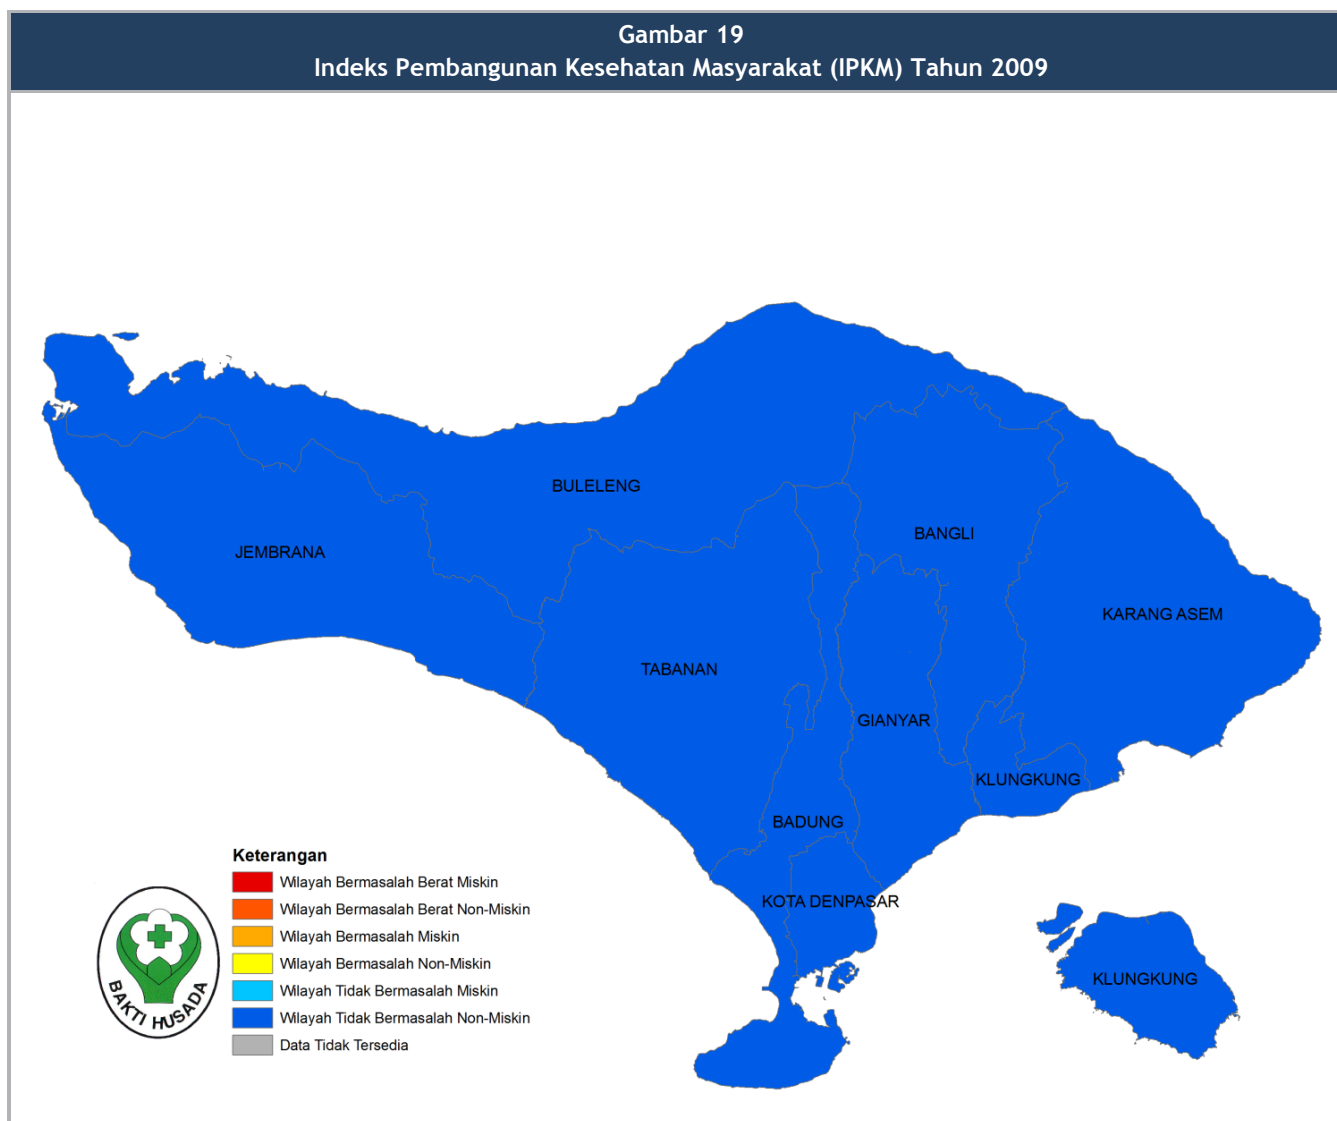 Gambar 19
Indeks Pembangunan Kesehatan Masyarakat (IPKM) Tahun 2009
BULELENG
JEMBRANA
BANGLI
KARANG ASEM
TABANAN
GIANYAR
KLUNGKUNG
BADUNG
KOTA DENPASAR
KLUNGKUNG
Keterangan
Wilayah Bermasalah Berat Miskin
Wilayah Bermasalah Berat Non-Miskin
Wilayah Bermasalah Miskin
Wilayah Bermasalah Non-Miskin
Wilayah Tidak Bermasalah Miskin
Wilayah Tidak Bermasalah Non-Miskin
Data Tidak Tersedia
BAKTI HUSADA